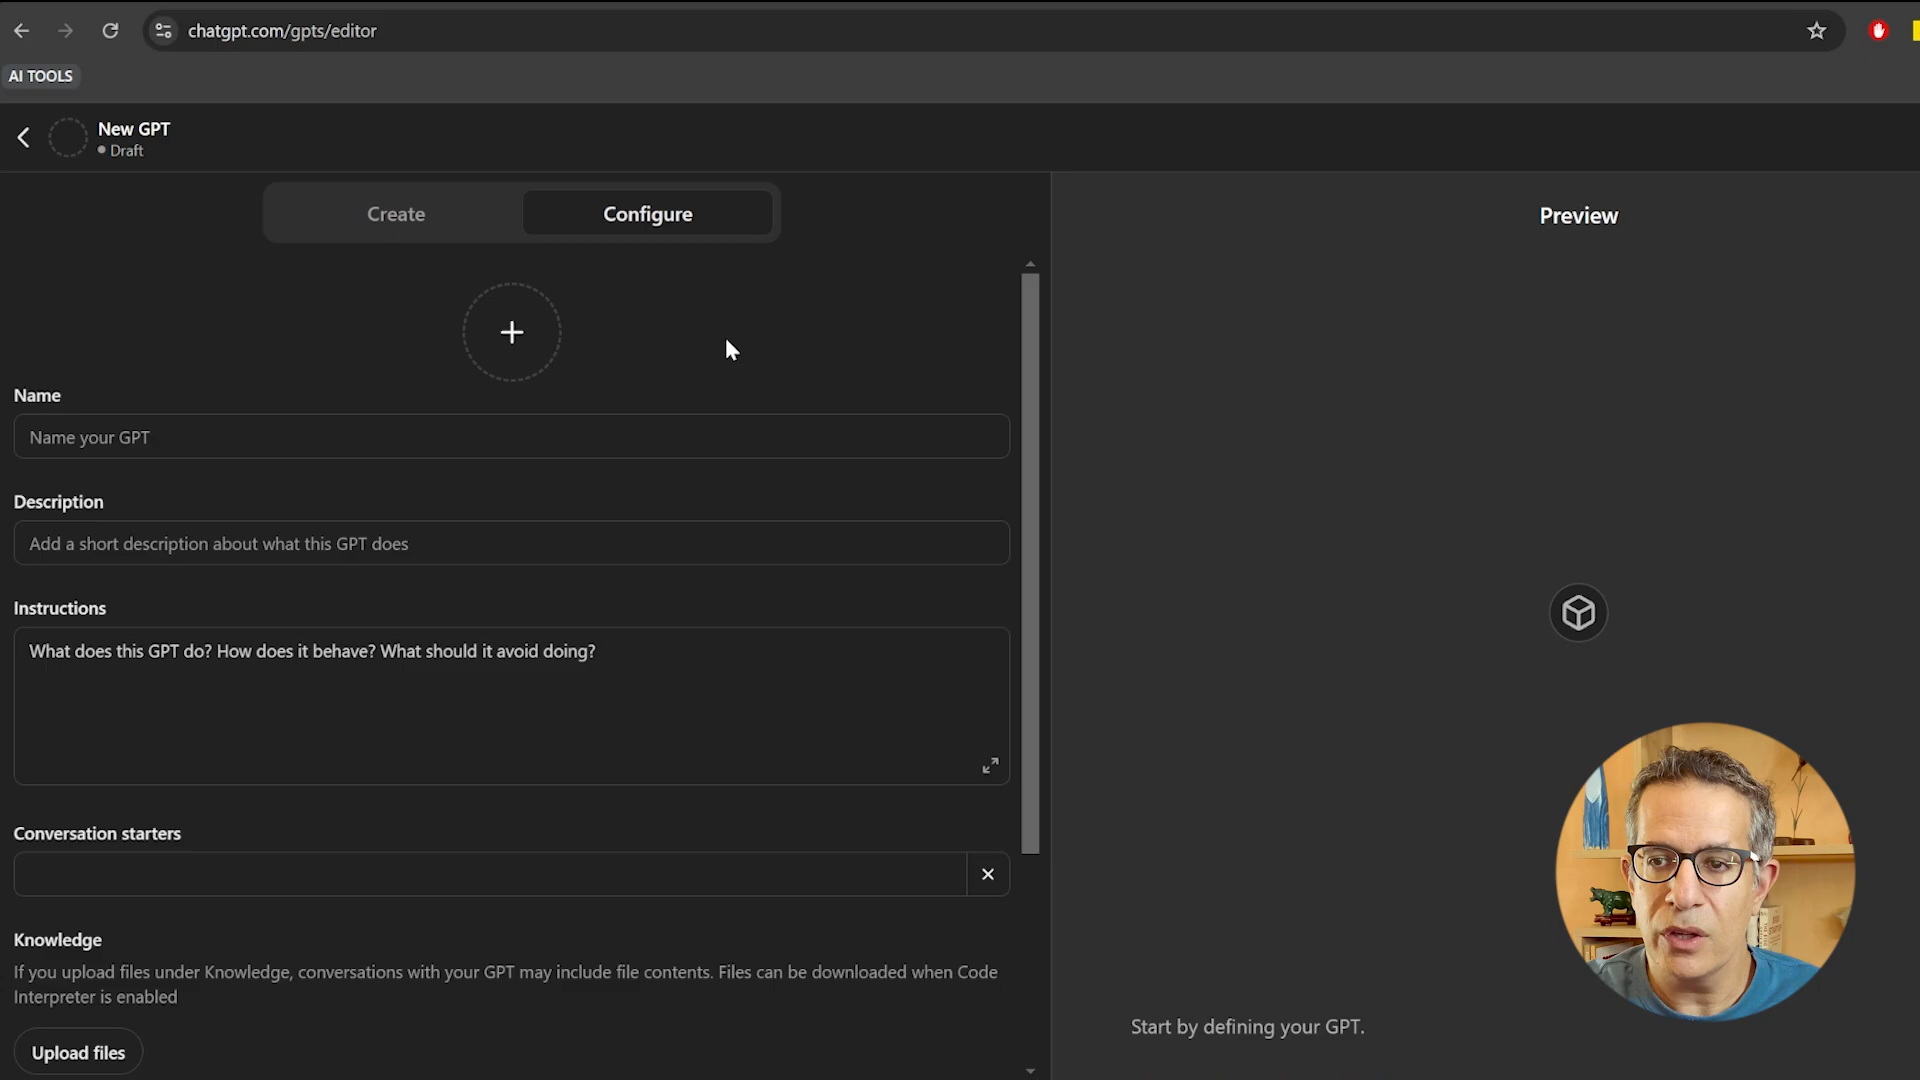 chatgpt.com/gpts/editor
AI TOOLS
New GPT
Draft
Create
Configure
Preview
Name
Name your GPT
Description
Add a short description about what this GPT does
Instructions
What does this GPT do? How does it behave? What should it avoid doing?
Conversation starters
Knowledge
If you upload files under Knowledge, conversations with your GPT may include file contents. Files can be downloaded when Code
Interpreter is enabled
Upload files
Start by defining your GPT.